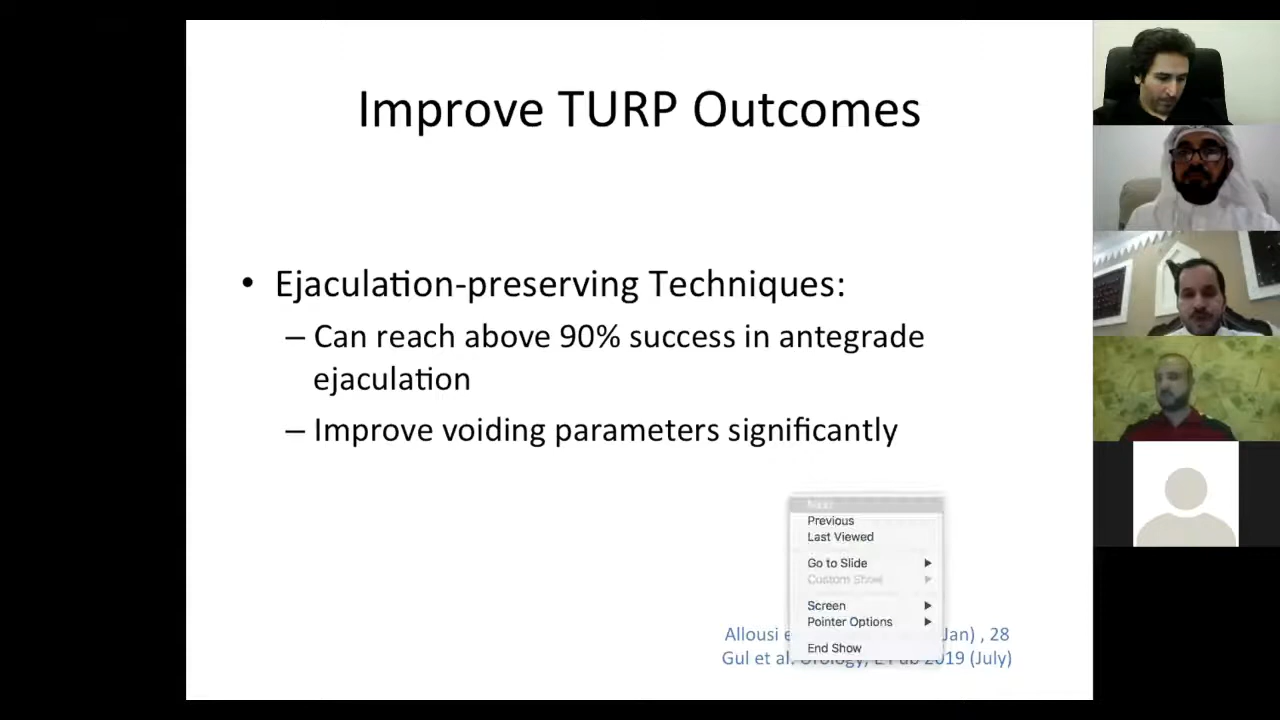 Improve TURP Outcomes
• Ejaculation-preserving Techniques:
– Can reach above 90% success in antegrade
ejaculation
– Improve voiding parameters significantly
Next
Previous
Last Viewed
Go to Slide
Custom Show
Screen
Pointer Options
End Show
Allousi e Jan) , 28
Gul et al. Urology, E Pub 2019 (July)